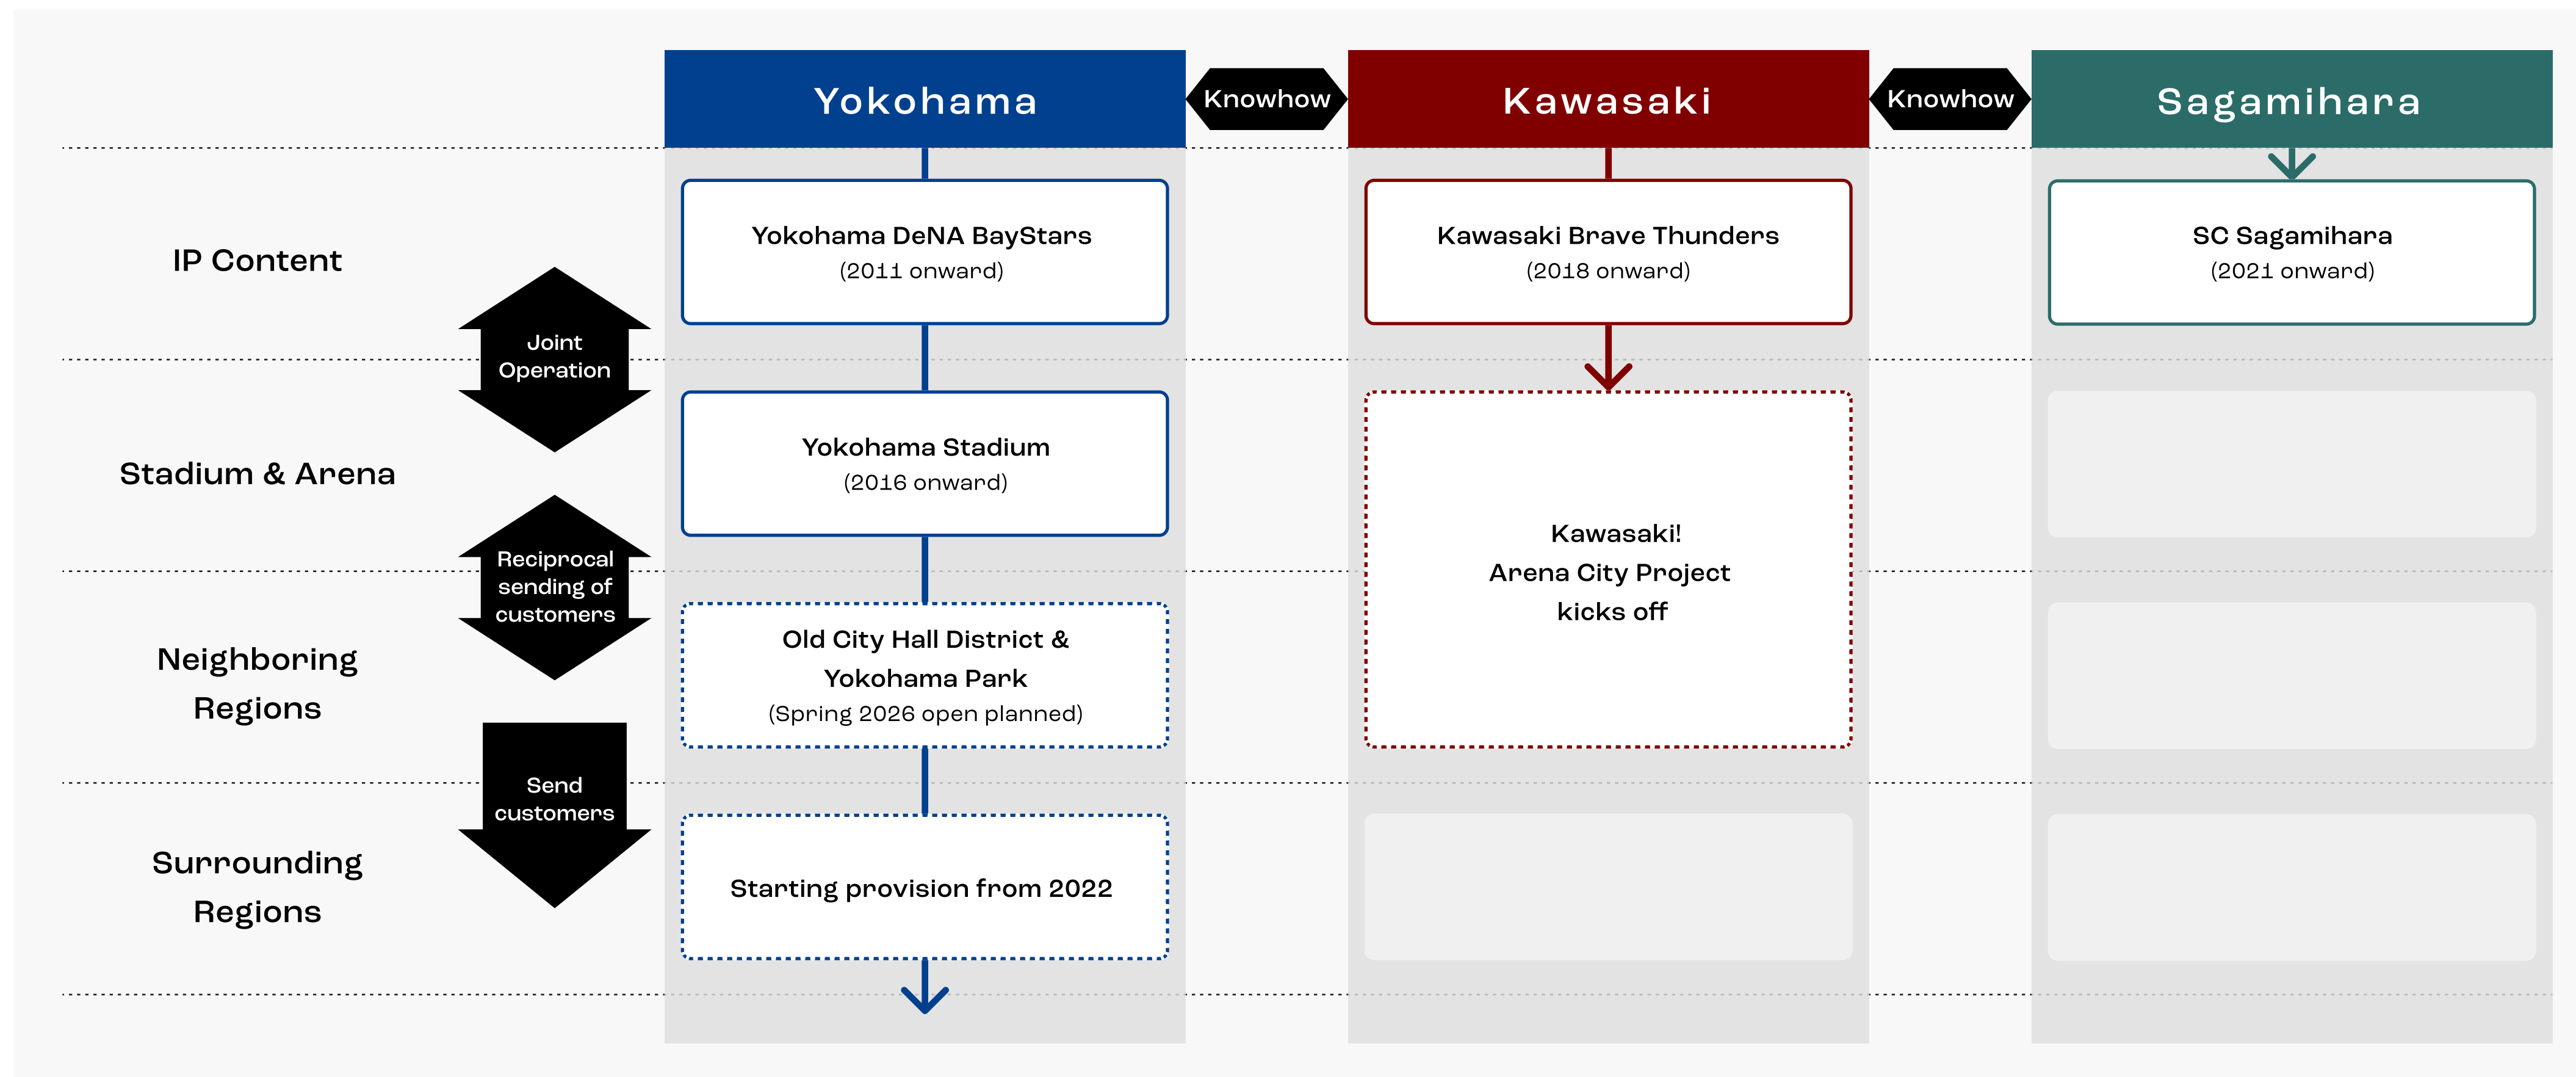 Yokohama
Knowhow
Kawasaki
Knowhow
Sagamihara
IP Content
Yokohama DeNA BayStars
(2011 onward)
Kawasaki Brave Thunders
(2018 onward)
SC Sagamihara
(2021 onward)
Joint
Operation
Stadium & Arena
Yokohama Stadium
(2016 onward)
Kawasaki!
Arena City Project
kicks off
Reciprocal
sending of
customers
Neighboring
Regions
Old City Hall District &
Yokohama Park
(Spring 2026 open planned)
Send
customers
Surrounding
Regions
Starting provision from 2022